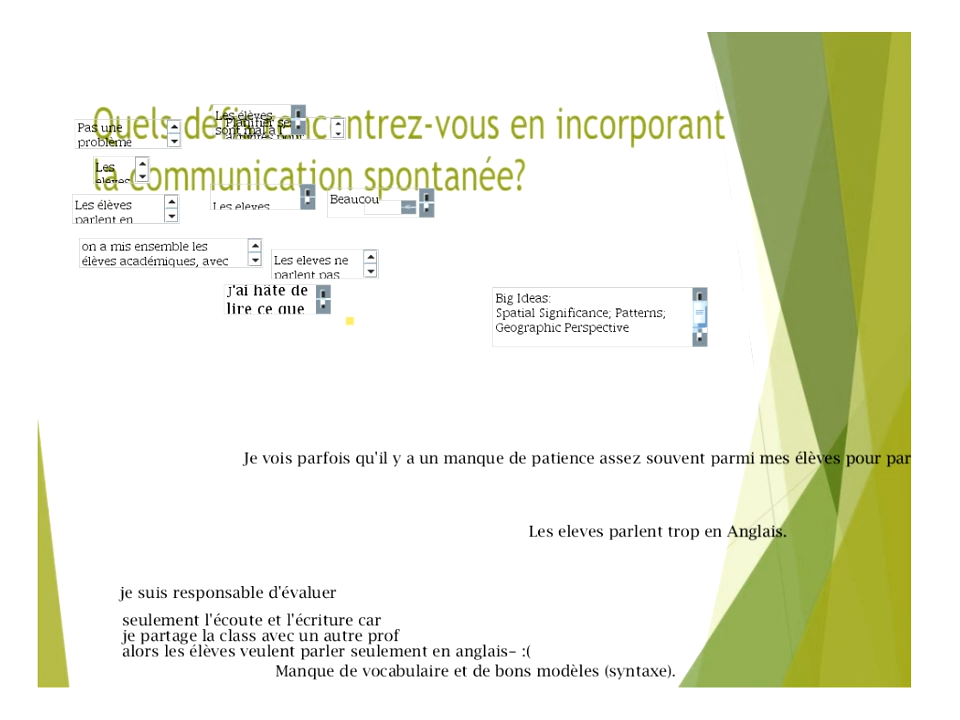 Quels défis rencontrez-vous en incorporant
la communication spontanée?
Les élèves
sont mal à l'
Planifier se
Pas une
probleme
Les
élèves
Les élèves
parlent en
Les eleves
Beaucou
on a mis ensemble les
élèves académiques, avec
Les eleves ne
parlent pas
J'ai hâte de
lire ce que
Big Ideas:
Spatial Significance; Patterns;
Geographic Perspective
Je vois parfois qu'il y a un manque de patience assez souvent parmi mes élèves pour par
Les eleves parlent trop en Anglais.
je suis responsable d'évaluer
seulement l'écoute et l'écriture car
je partage la class avec un autre prof
alors les élèves veulent parler seulement en anglais- :(
Manque de vocabulaire et de bons modèles (syntaxe).